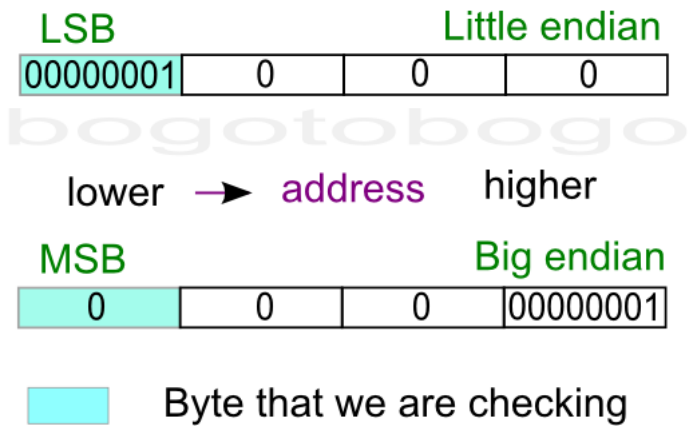 LSB Little endian
00000001 0 0 0
bogotobogo
lower address higher
MSB Big endian
0 0 0 00000001
Byte that we are checking